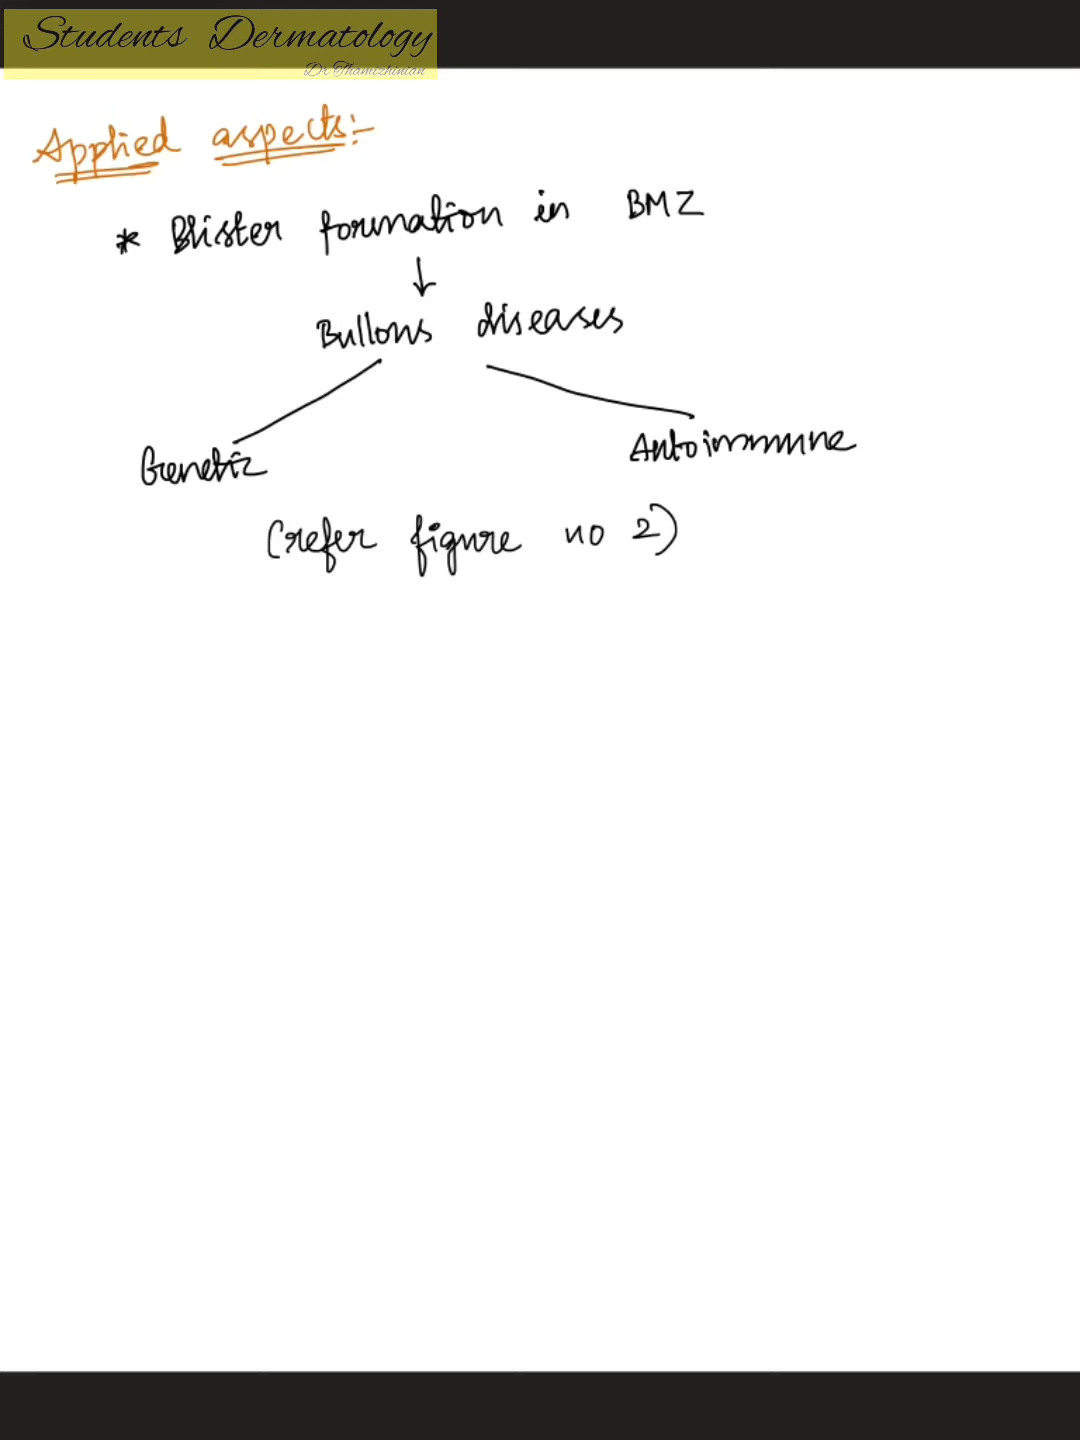 Students Dermatology
Dr Thamizhinian
Applied aspects:-
* Blister formation in BMZ
↓
Bullous diseases
Genetic Autoimmune
(refer figure no 2)